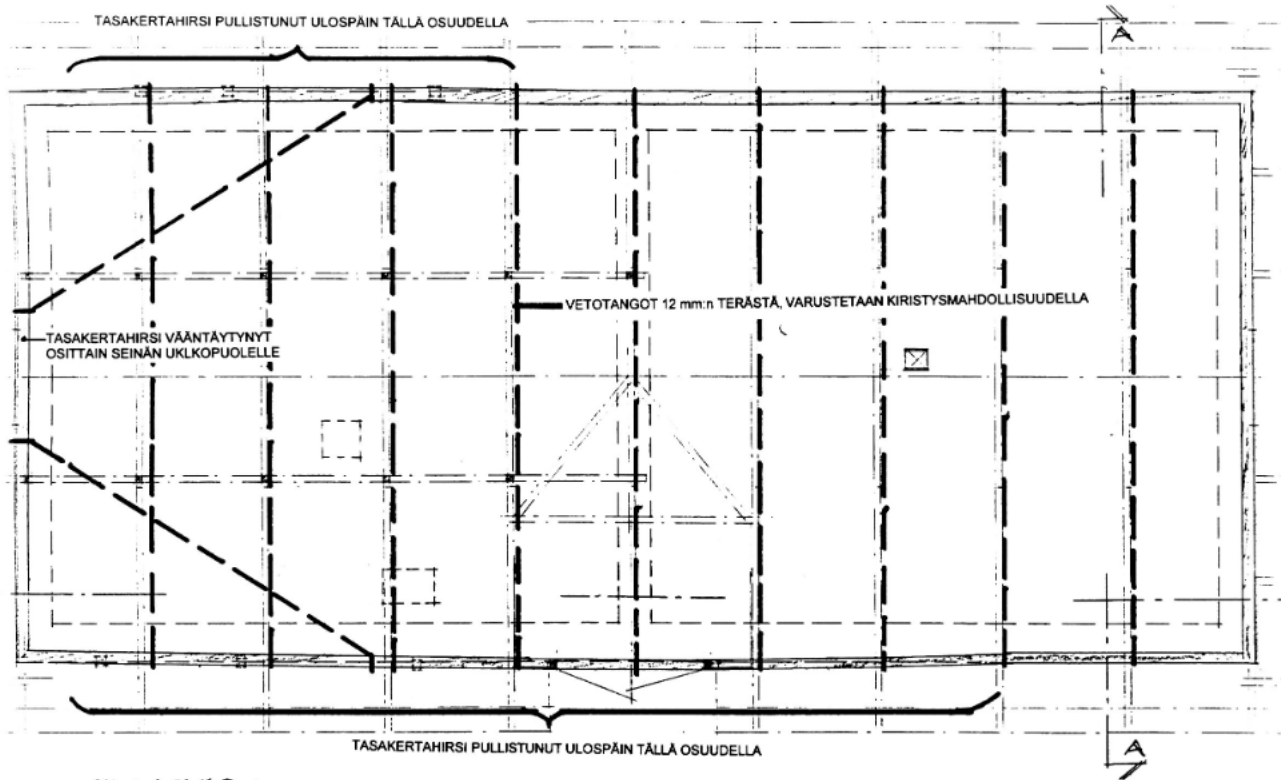 TASAKERTAHIRSI PULLISTUNUT ULOSPÄIN TÄLLÄ OSUUDELLA
A
VETOTANGOT 12 mm:n TERÄSTÄ, VARUSTETAAN KIRISTYSMAHDOLLISUUDELLA
TASAKERTAHIRSI VÄÄNTÄYTYNYT
OSITTAIN SEINÄN UKLKOPUOLELLE
TASAKERTAHIRSI PULLISTUNUT ULOSPÄIN TÄLLÄ OSUUDELLA
A